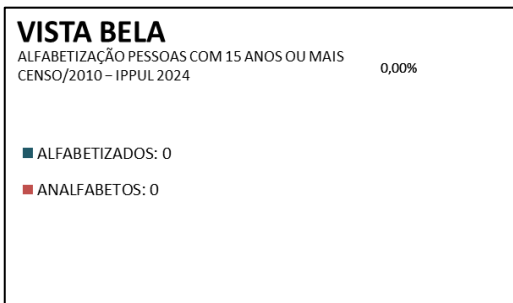 VISTA BELA
ALFABETIZAÇÃO PESSOAS COM 15 ANOS OU MAIS
CENSO/2010 – IPPUL 2024
0,00%
ALFABETIZADOS: 0
ANALFABETOS: 0